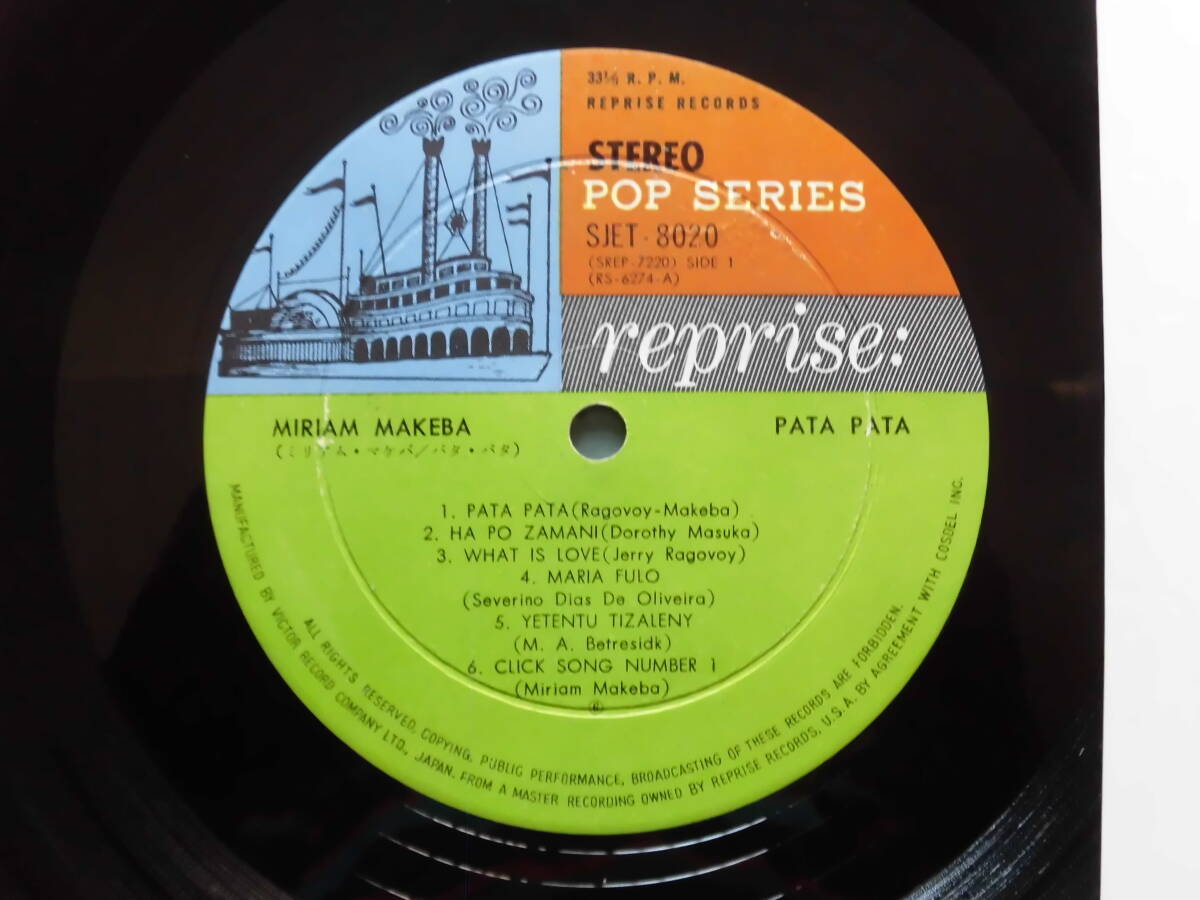 33 1/3 R. P. M.
REPRISE RECORDS
STEREO
POP SERIES
SJET-8020
(SREP-7220) SIDE 1
(RS-6274-A)
reprise:
MIRIAM MAKEBA
PATA PATA
(ミリアム・マケバ/パタ・パタ)
1. PATA PATA (Ragovoy-Makeba)
2. HA PO ZAMANI (Dorothy Masuka)
3. WHAT IS LOVE (Jerry Ragovoy)
4. MARIA FULO
(Severino Dias De Oliveira)
5. YETENTU TIZALENY
(M. A. Betresidk)
6. CLICK SONG NUMBER 1
(Miriam Makeba)
ALL RIGHTS RESERVED, COPYING, PUBLIC PERFORMANCE, BROADCASTING OF THESE RECORDS ARE FORBIDDEN.
MANUFACTURED BY VICTOR RECORD COMPANY LTD., JAPAN. FROM A MASTER RECORDING OWNED BY REPRISE RECORDS, U.S.A. BY AGREEMENT WITH COSDEL INC.